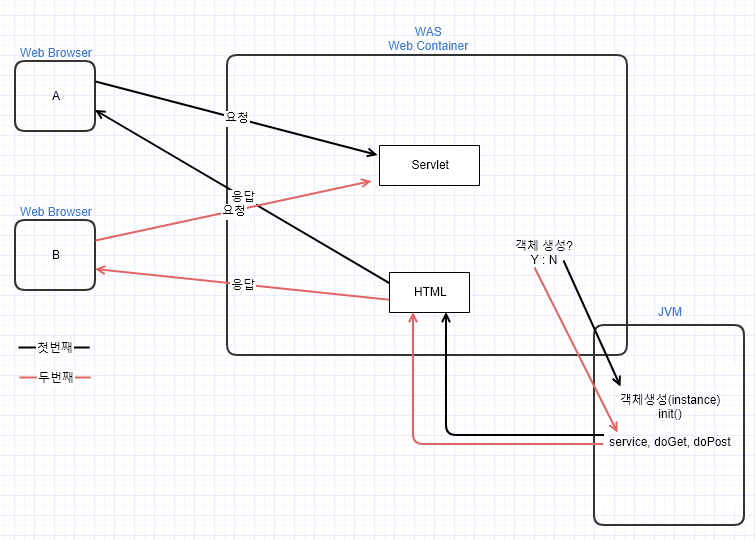 WAS
Web Container
Web Browser
A
요청
Servlet
응답
요청
Web Browser
B
객체 생성?
Y : N
응답
HTML
JVM
첫번째
두번째
객체생성(instance)
init()
service, doGet, doPost